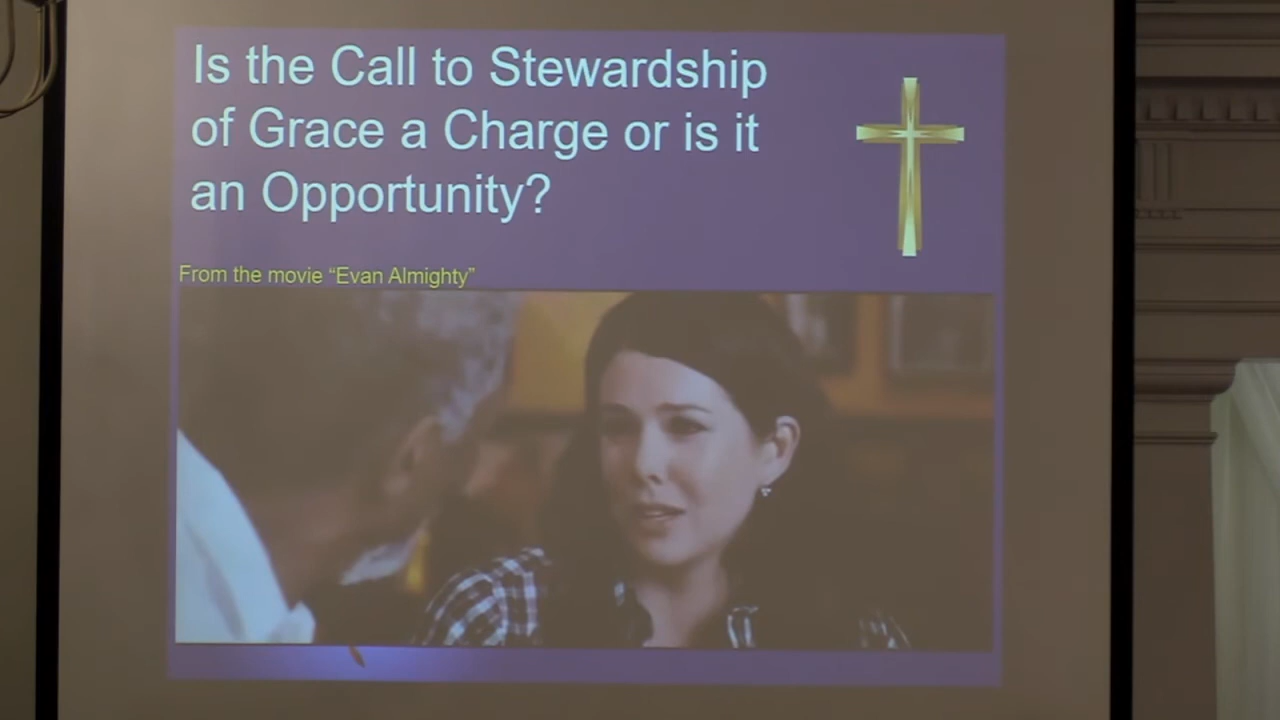 Is the Call to Stewardship
of Grace a Charge or is it
an Opportunity?
From the movie “Evan Almighty”